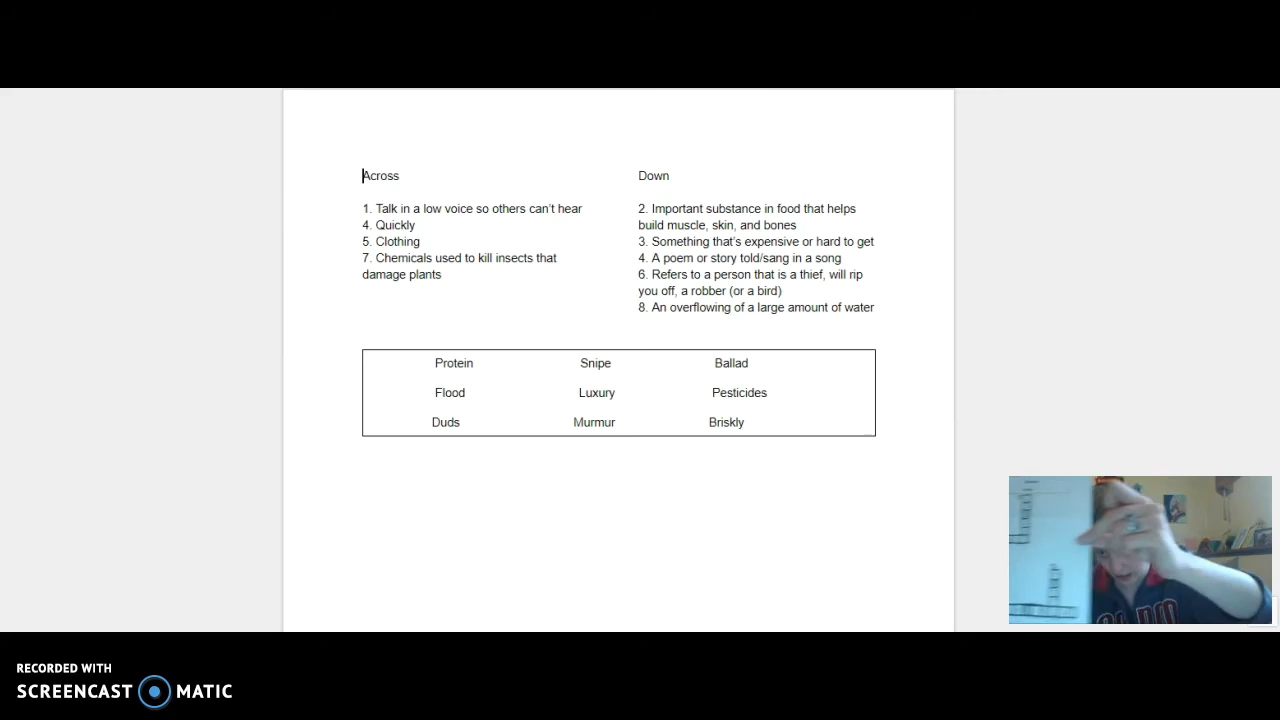 Across
Down
1. Talk in a low voice so others can't hear
4. Quickly
5. Clothing
7. Chemicals used to kill insects that
damage plants
2. Important substance in food that helps
build muscle, skin, and bones
3. Something that's expensive or hard to get
4. A poem or story told/sang in a song
6. Refers to a person that is a thief, will rip
you off, a robber (or a bird)
8. An overflowing of a large amount of water
Protein Snipe Ballad
Flood Luxury Pesticides
Duds Murmur Briskly
RECORDED WITH
SCREENCAST MATIC